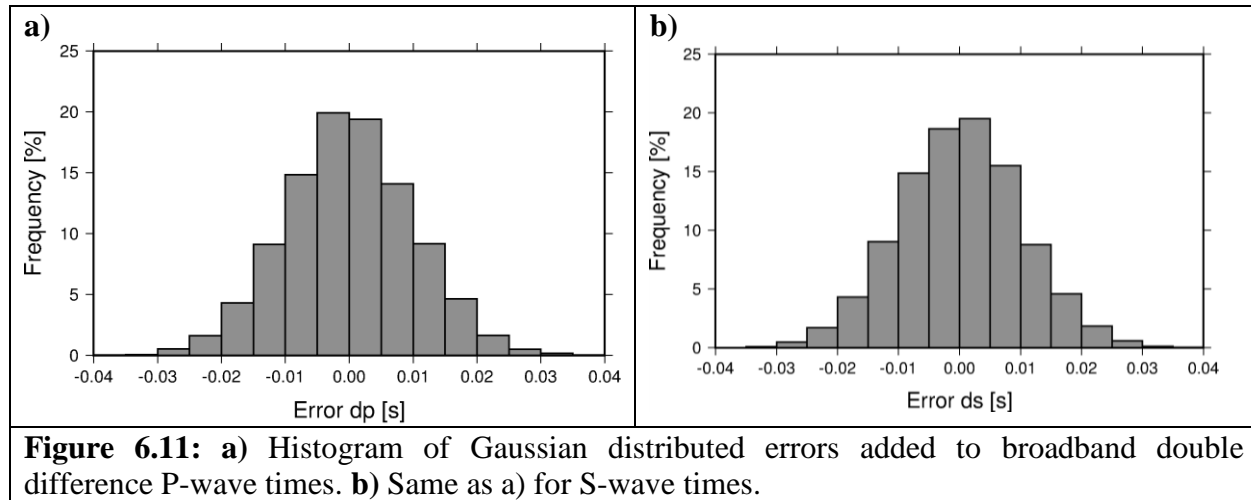 a)
25
20
15
10
5
0
Frequency [%]
-0.04 -0.03 -0.02 -0.01 0.00 0.01 0.02 0.03 0.04
Error dp [s]
b)
25
20
15
10
5
0
Frequency [%]
-0.04 -0.03 -0.02 -0.01 0.00 0.01 0.02 0.03 0.04
Error ds [s]
Figure 6.11: a) Histogram of Gaussian distributed errors added to broadband double
difference P-wave times. b) Same as a) for S-wave times.